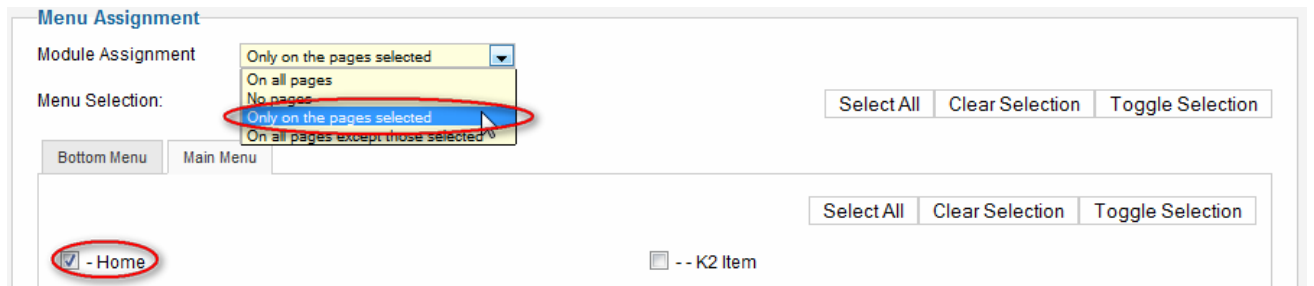 Menu Assignment
Module Assignment
Only on the pages selected
On all pages
No pages
Only on the pages selected
On all pages except those selected
Menu Selection:
Select All Clear Selection Toggle Selection
Bottom Menu Main Menu
Select All Clear Selection Toggle Selection
- Home - - K2 Item